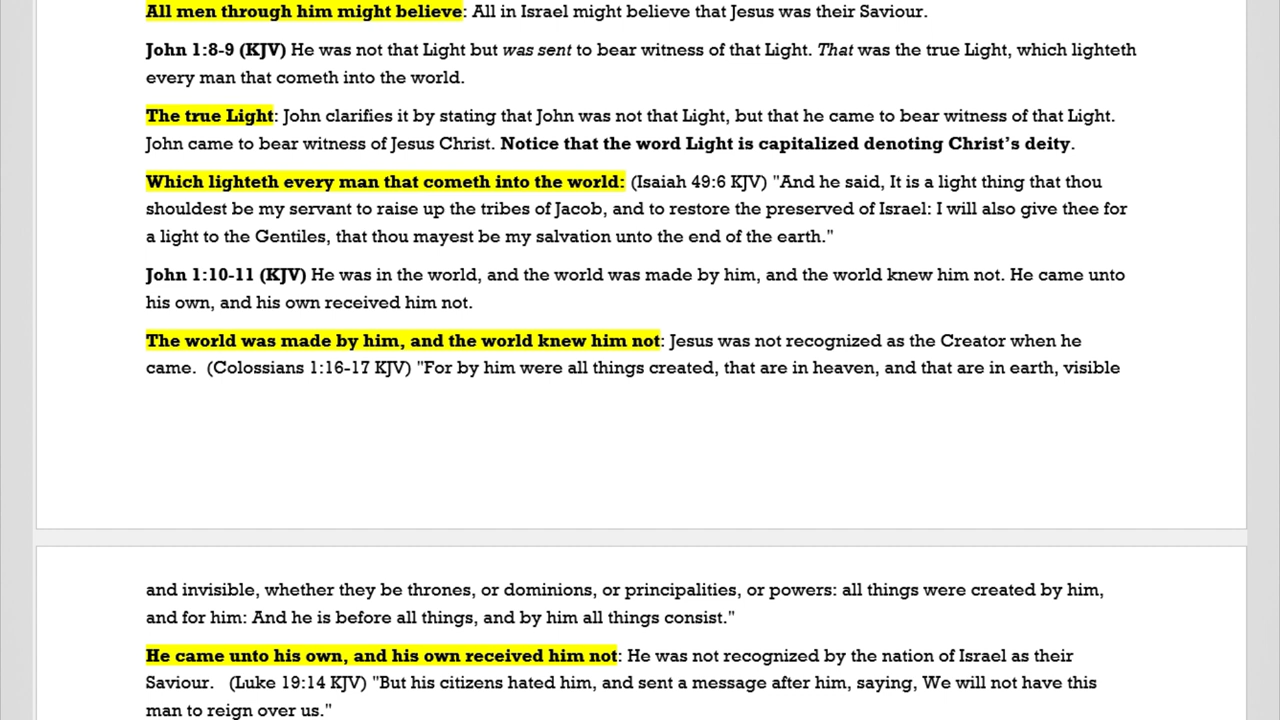 All men through him might believe: All in Israel might believe that Jesus was their Saviour.
John 1:8-9 (KJV) He was not that Light but was sent to bear witness of that Light. That was the true Light, which lighteth
every man that cometh into the world.
The true Light: John clarifies it by stating that John was not that Light, but that he came to bear witness of that Light.
John came to bear witness of Jesus Christ. Notice that the word Light is capitalized denoting Christ’s deity.
Which lighteth every man that cometh into the world: (Isaiah 49:6 KJV) "And he said, It is a light thing that thou
shouldest be my servant to raise up the tribes of Jacob, and to restore the preserved of Israel: I will also give thee for
a light to the Gentiles, that thou mayest be my salvation unto the end of the earth."
John 1:10-11 (KJV) He was in the world, and the world was made by him, and the world knew him not. He came unto
his own, and his own received him not.
The world was made by him, and the world knew him not: Jesus was not recognized as the Creator when he
came.  (Colossians 1:16-17 KJV) "For by him were all things created, that are in heaven, and that are in earth, visible
and invisible, whether they be thrones, or dominions, or principalities, or powers: all things were created by him,
and for him: And he is before all things, and by him all things consist."
He came unto his own, and his own received him not: He was not recognized by the nation of Israel as their
Saviour.   (Luke 19:14 KJV) "But his citizens hated him, and sent a message after him, saying, We will not have this
man to reign over us."